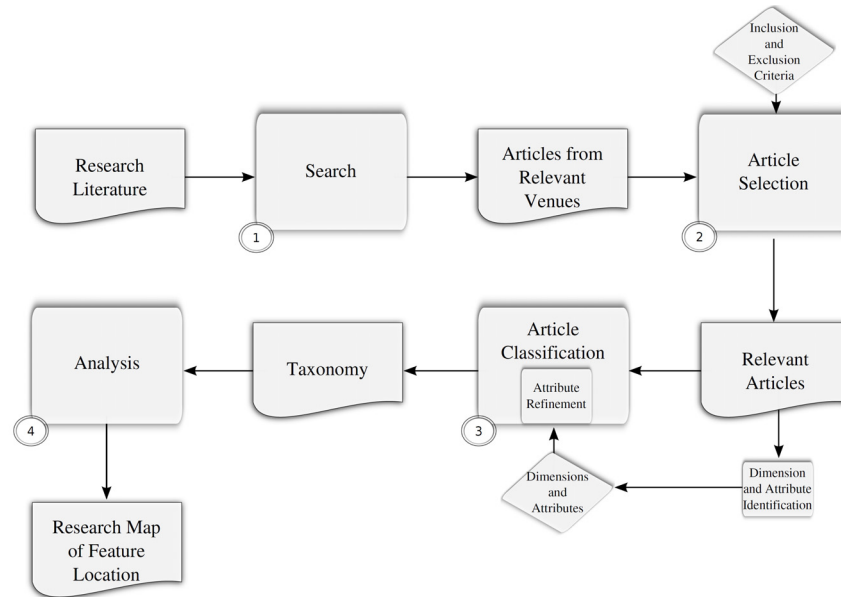 Inclusion
and
Exclusion
Criteria
Research
Literature
Search
1
Articles from
Relevant
Venues
Article
Selection
2
Analysis
4
Taxonomy
Article
Classification
Attribute
Refinement
3
Relevant
Articles
Dimensions
and
Attributes
Dimension
and Attribute
Identification
Research Map
of Feature
Location